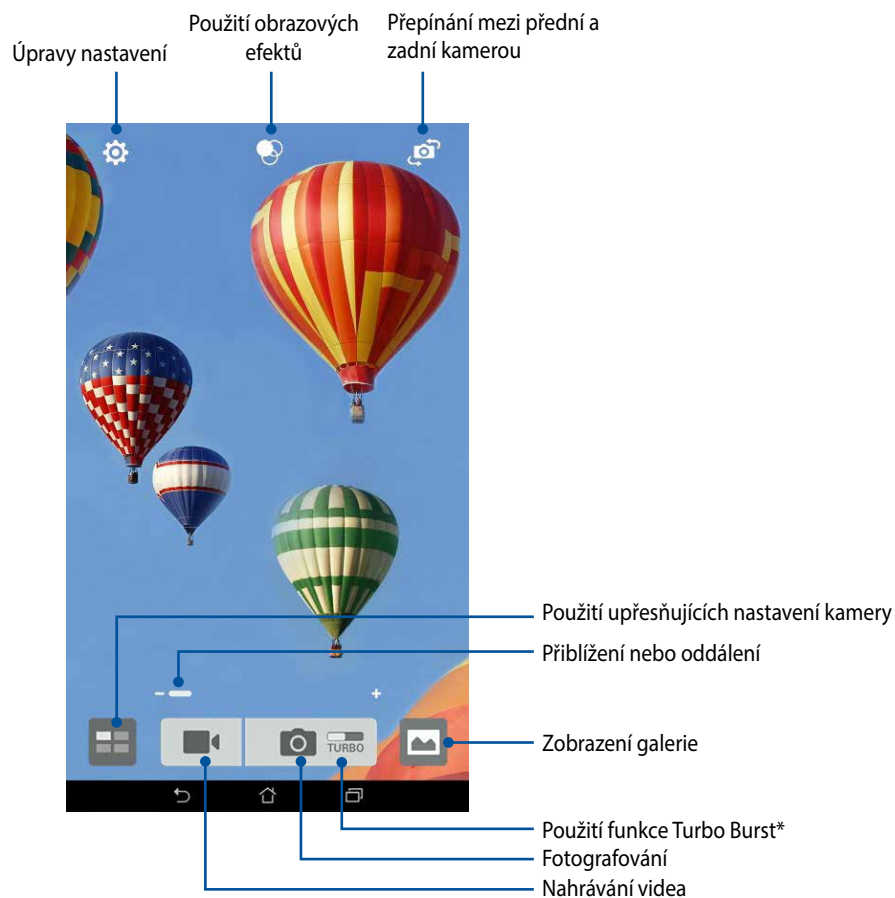 Úpravy nastavení
Použití obrazových
efektů
Přepínání mezi přední a
zadní kamerou
Použití upřesňujících nastavení kamery
Přiblížení nebo oddálení
Zobrazení galerie
TURBO
Použití funkce Turbo Burst*
Fotografování
Nahrávání videa